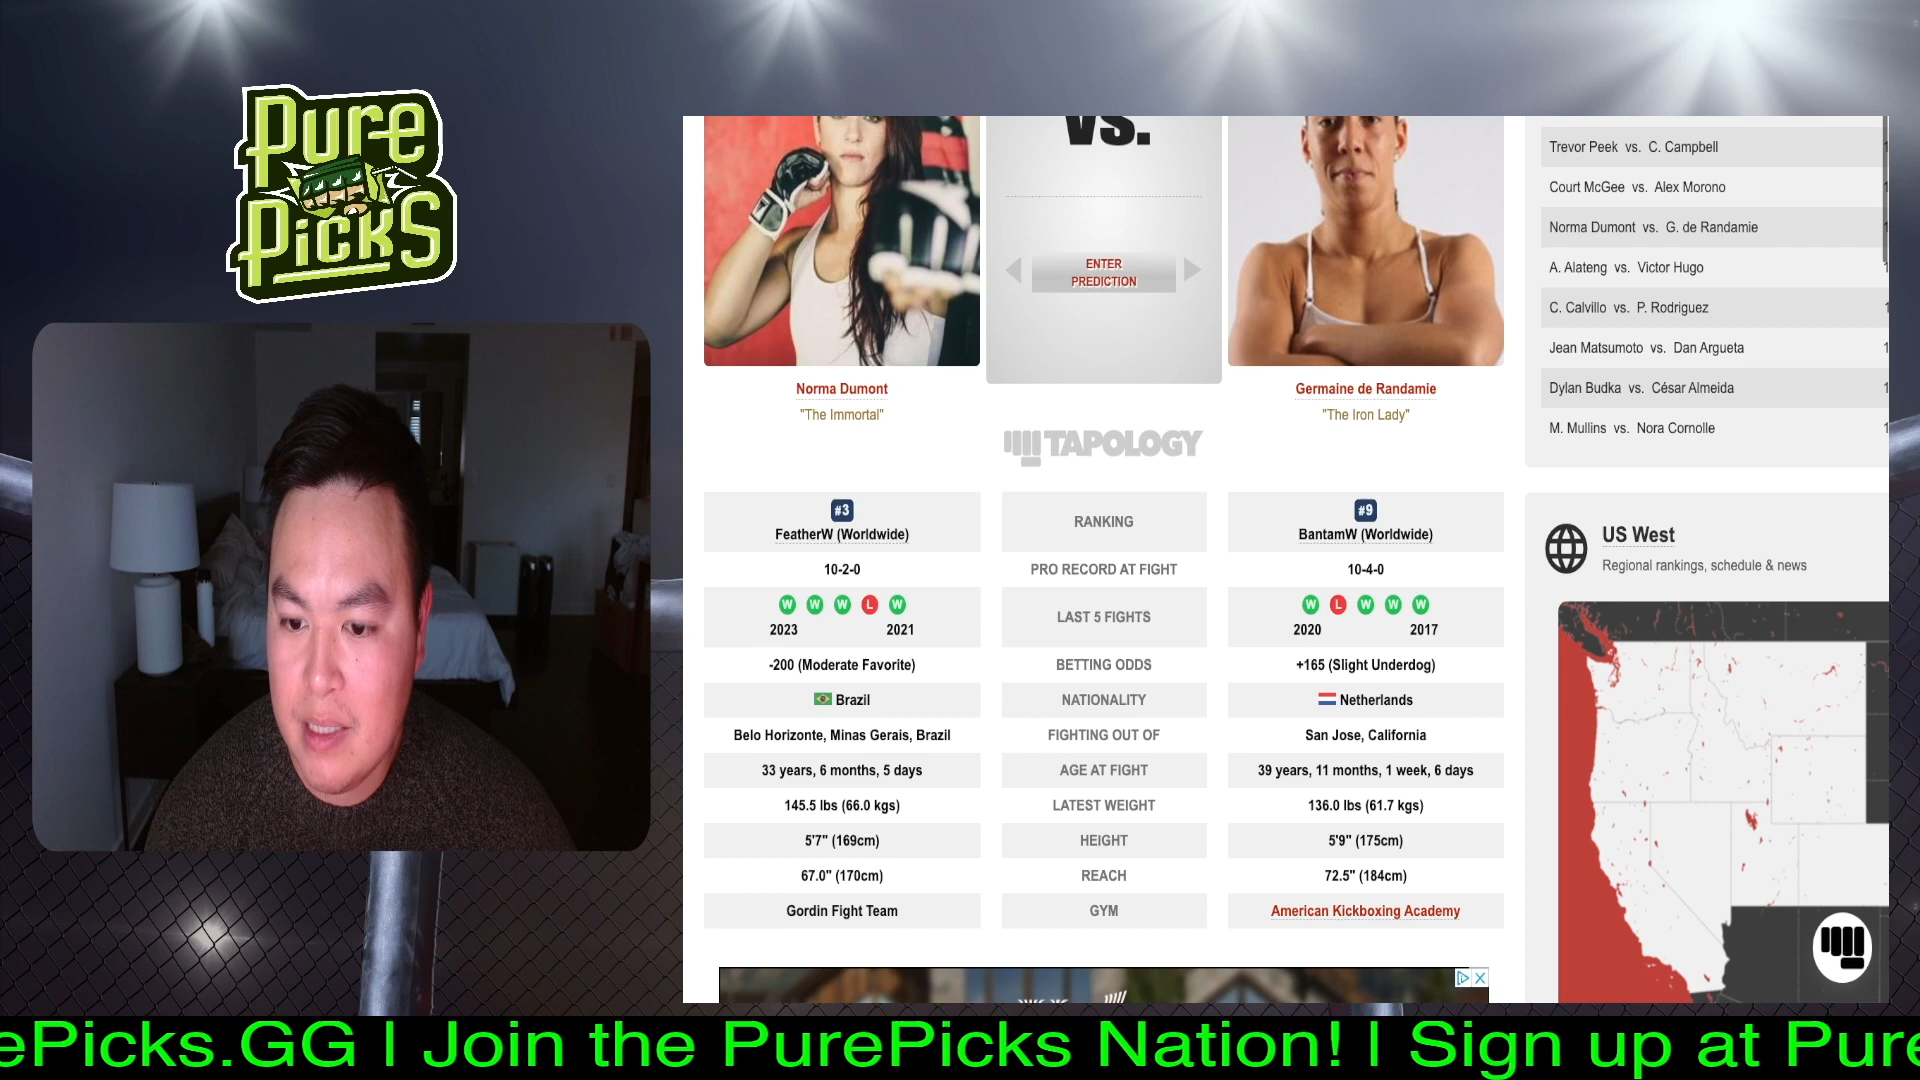 Pure
Picks
VS.
ENTER
PREDICTION
Norma Dumont
"The Immortal"
Germaine de Randamie
"The Iron Lady"
TAPOLOGY
#3
FeatherW (Worldwide)
RANKING
#9
BantamW (Worldwide)
10-2-0
PRO RECORD AT FIGHT
10-4-0
W W W L W
2023 2021
LAST 5 FIGHTS
W L W W W
2020 2017
-200 (Moderate Favorite)
BETTING ODDS
+165 (Slight Underdog)
Brazil
NATIONALITY
Netherlands
Belo Horizonte, Minas Gerais, Brazil
FIGHTING OUT OF
San Jose, California
33 years, 6 months, 5 days
AGE AT FIGHT
39 years, 11 months, 1 week, 6 days
145.5 lbs (66.0 kgs)
LATEST WEIGHT
136.0 lbs (61.7 kgs)
5'7" (169cm)
HEIGHT
5'9" (175cm)
67.0" (170cm)
REACH
72.5" (184cm)
Gordin Fight Team
GYM
American Kickboxing Academy
Trevor Peek vs. C. Campbell
Court McGee vs. Alex Morono
Norma Dumont vs. G. de Randamie
A. Alateng vs. Victor Hugo
C. Calvillo vs. P. Rodriguez
Jean Matsumoto vs. Dan Argueta
Dylan Budka vs. César Almeida
M. Mullins vs. Nora Cornolle
US West
Regional rankings, schedule & news
ePicks.GG | Join the PurePicks Nation! | Sign up at Pure